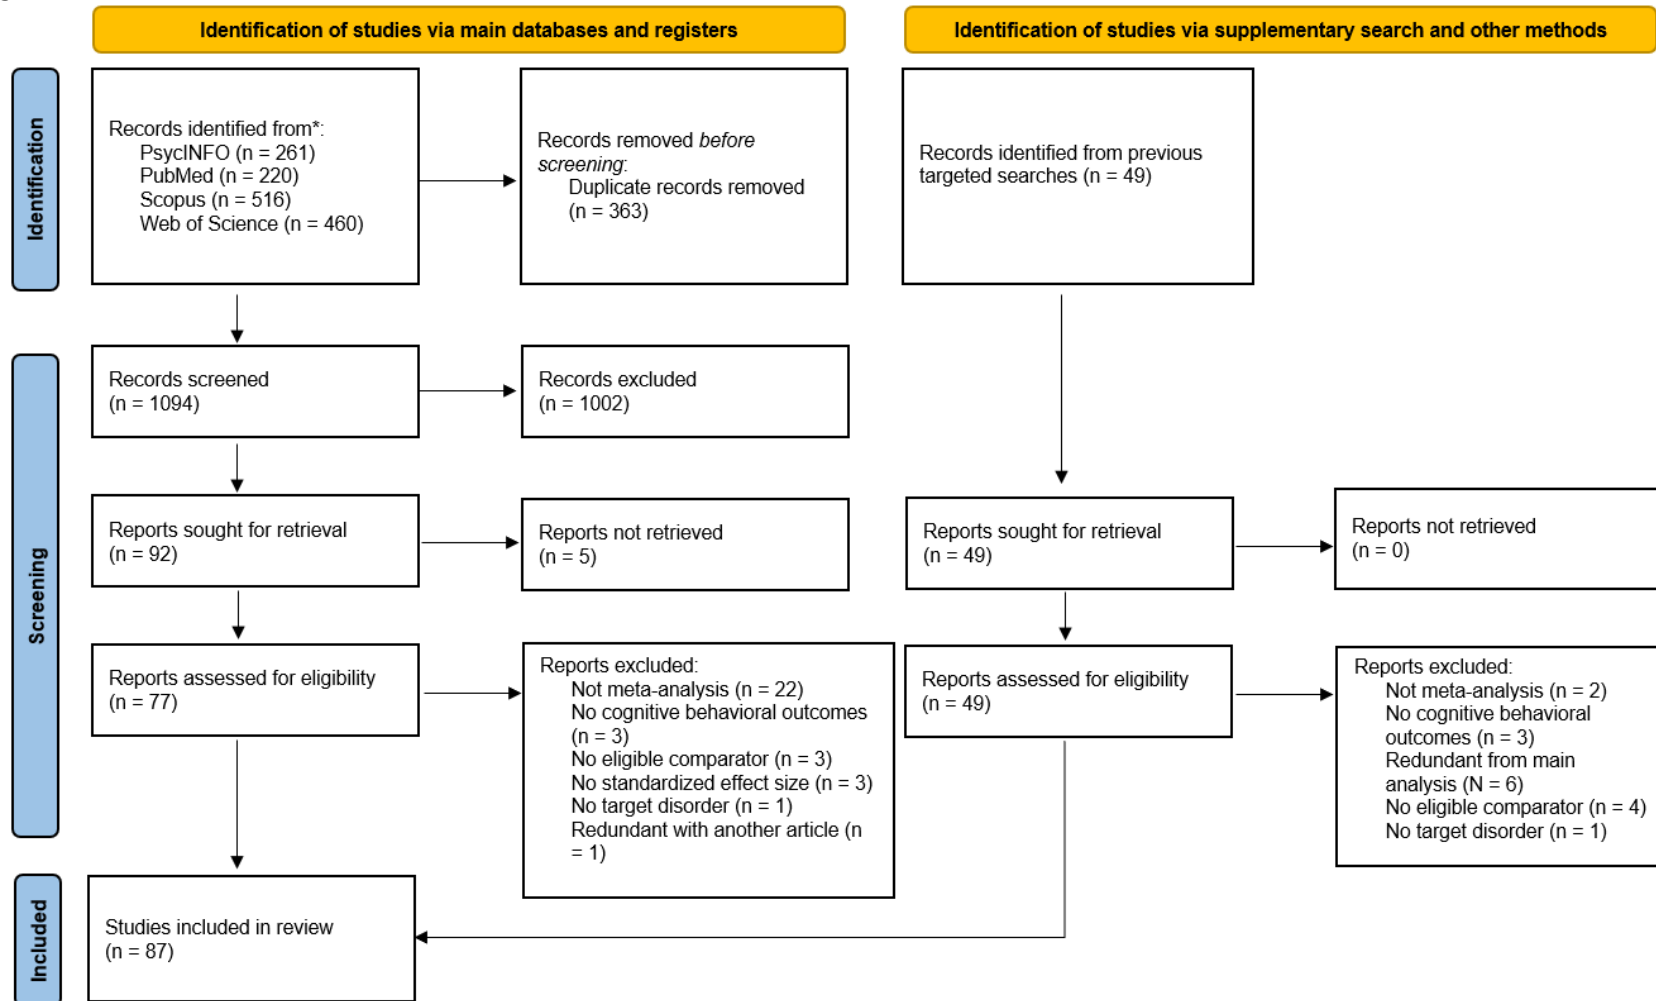 Identification of studies via main databases and registers
Identification of studies via supplementary search and other methods
Identification
Records identified from*:
PsycINFO (n = 261)
PubMed (n = 220)
Scopus (n = 516)
Web of Science (n = 460)
Records removed before
screening:
Duplicate records removed
(n = 363)
Records identified from previous
targeted searches (n = 49)
Screening
Records screened
(n = 1094)
Records excluded
(n = 1002)
Reports sought for retrieval
(n = 92)
Reports not retrieved
(n = 5)
Reports sought for retrieval
(n = 49)
Reports not retrieved
(n = 0)
Reports assessed for eligibility
(n = 77)
Reports excluded:
Not meta-analysis (n = 22)
No cognitive behavioral outcomes
(n = 3)
No eligible comparator (n = 3)
No standardized effect size (n = 3)
No target disorder (n = 1)
Redundant with another article (n
= 1)
Reports assessed for eligibility
(n = 49)
Reports excluded:
Not meta-analysis (n = 2)
No cognitive behavioral
outcomes (n = 3)
Redundant from main
analysis (N = 6)
No eligible comparator (n = 4)
No target disorder (n = 1)
Included
Studies included in review
(n = 87)